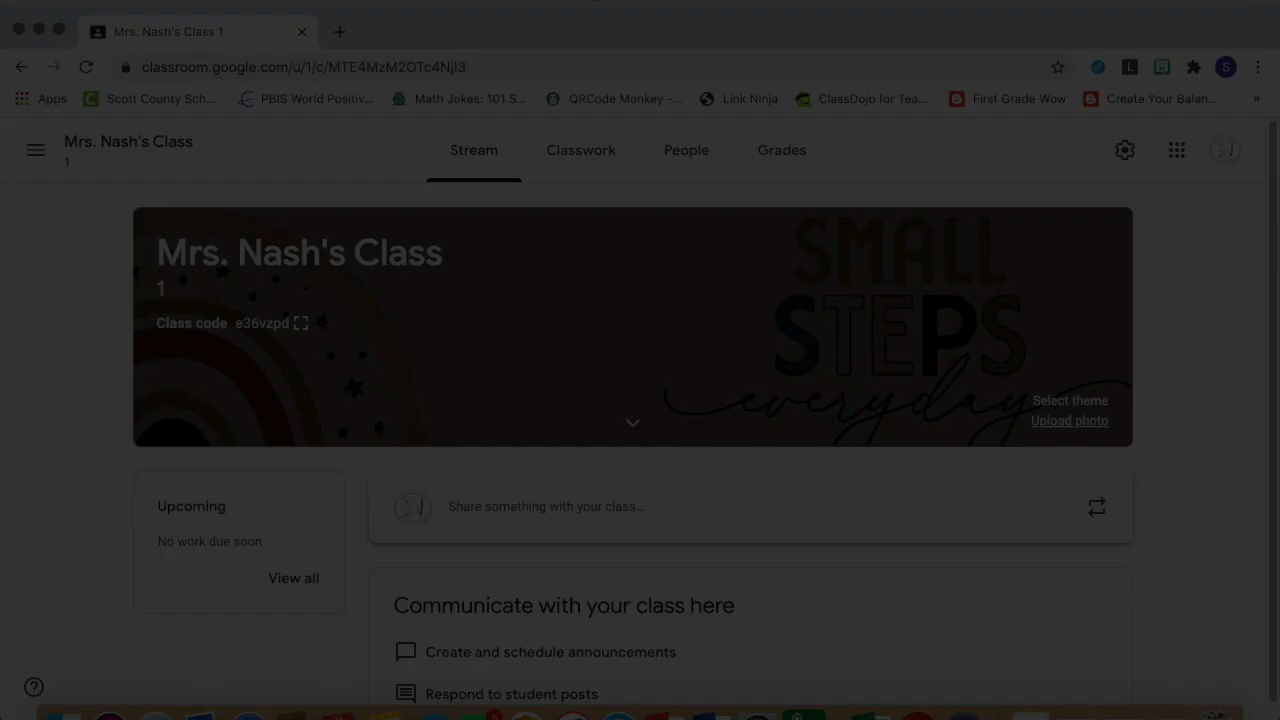 Mrs. Nash's Class 1
classroom.google.com/u/1/c/MTE4MzM2OTc4NjI3
Apps Scott County Sch... PBIS World Positiv... Math Jokes: 101 S... QRCode Monkey -... Link Ninja ClassDojo for Tea... First Grade Wow Create Your Balan... »
L S
Mrs. Nash's Class
1
Stream Classwork People Grades
Mrs. Nash's Class
1
Class code e36vzpd
SMALL
STEPS
everyday
Select theme
Upload photo
Upcoming
No work due soon
View all
Share something with your class...
Communicate with your class here
Create and schedule announcements
Respond to student posts